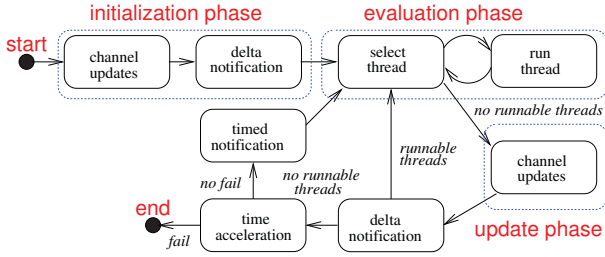 initialization phase
evaluation phase
start
channel
updates
delta
notification
select
thread
run
thread
no runnable threads
timed
notification
runnable
threads
channel
updates
no fail
no runnable
threads
end
fail
time
acceleration
delta
notification
update phase